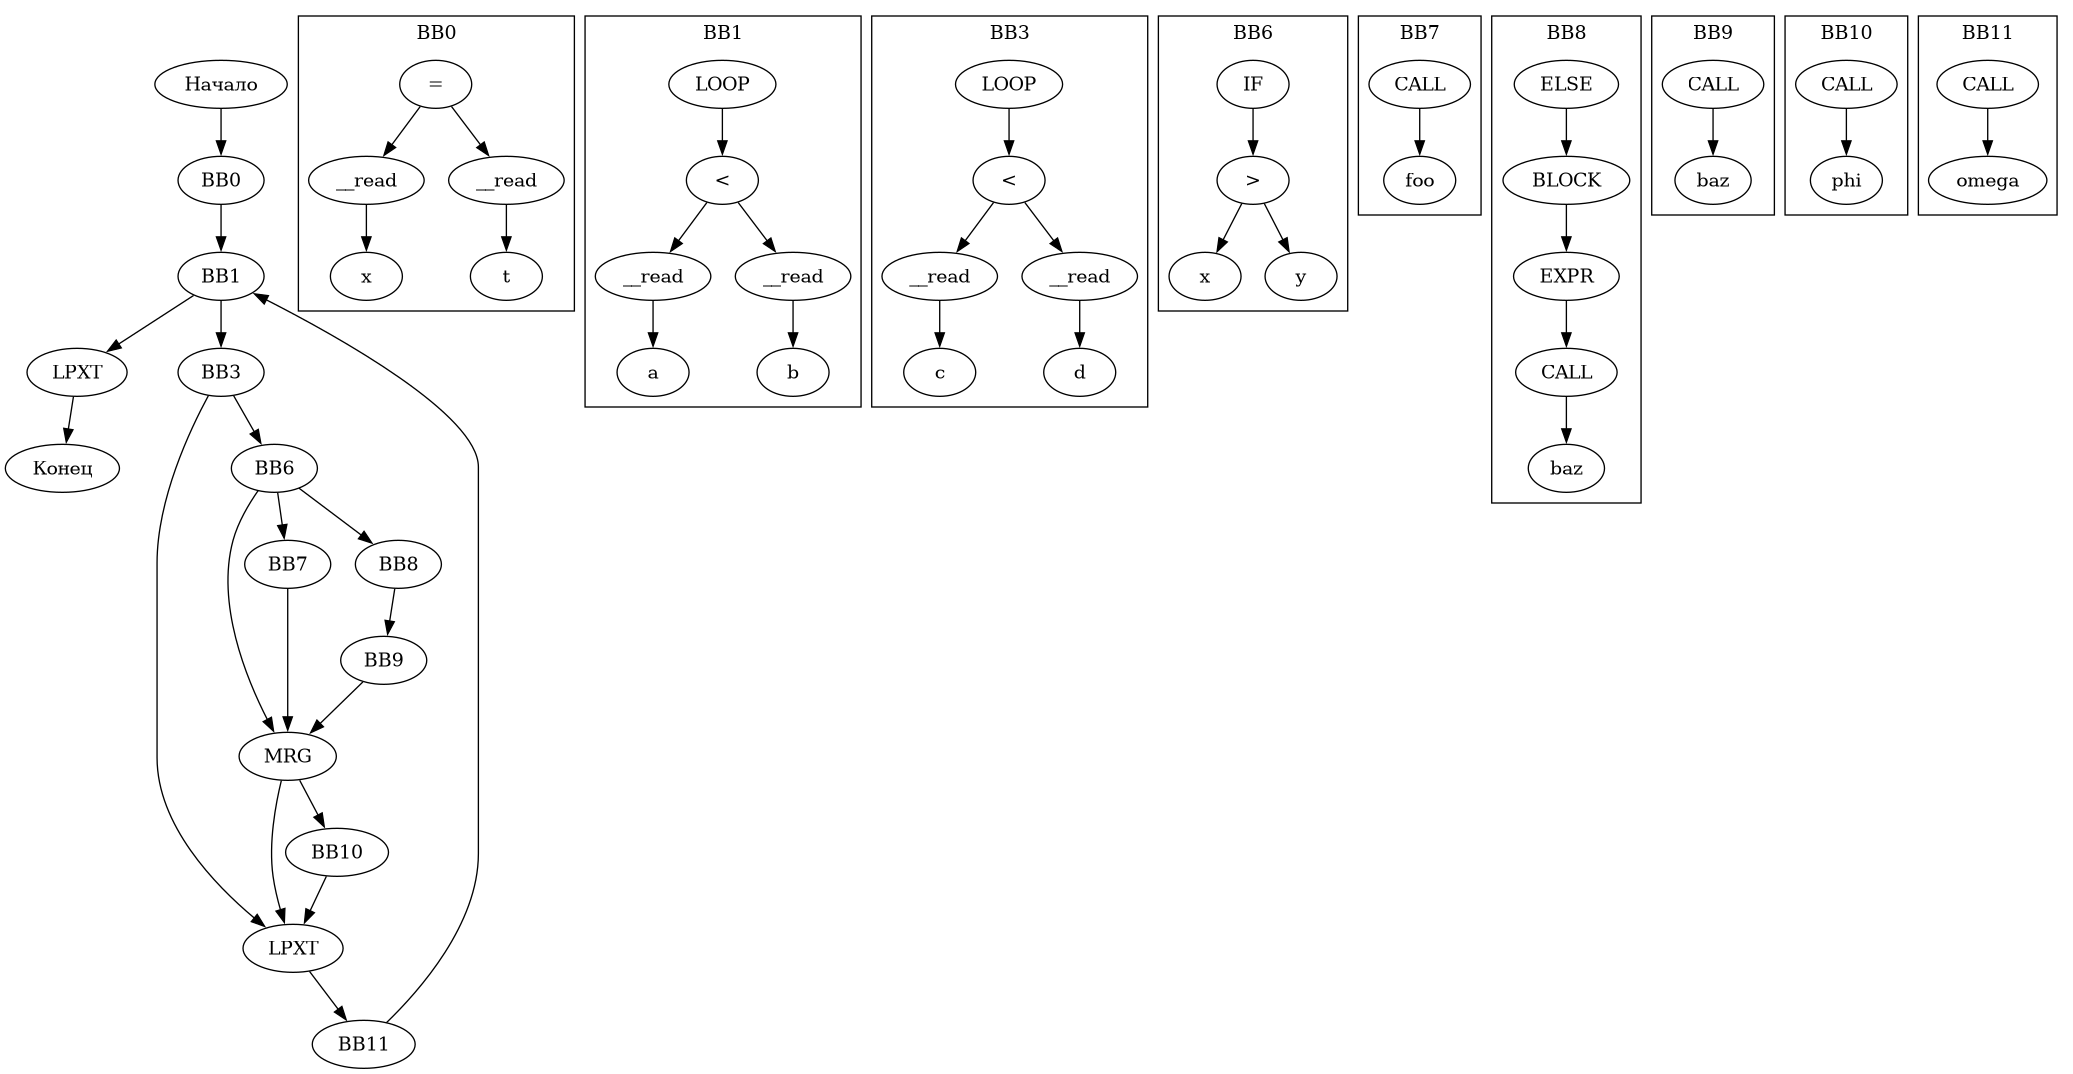 Начало
BB0
BB1
LPXT
BB3
Конец
BB6
BB7
BB8
BB9
MRG
BB10
LPXT
BB11
BB0
=
__read
__read
x
t
BB1
LOOP
<
__read
__read
a
b
BB3
LOOP
<
__read
__read
c
d
BB6
IF
>
x
y
BB7
CALL
foo
BB8
ELSE
BLOCK
EXPR
CALL
baz
BB9
CALL
baz
BB10
CALL
phi
BB11
CALL
omega